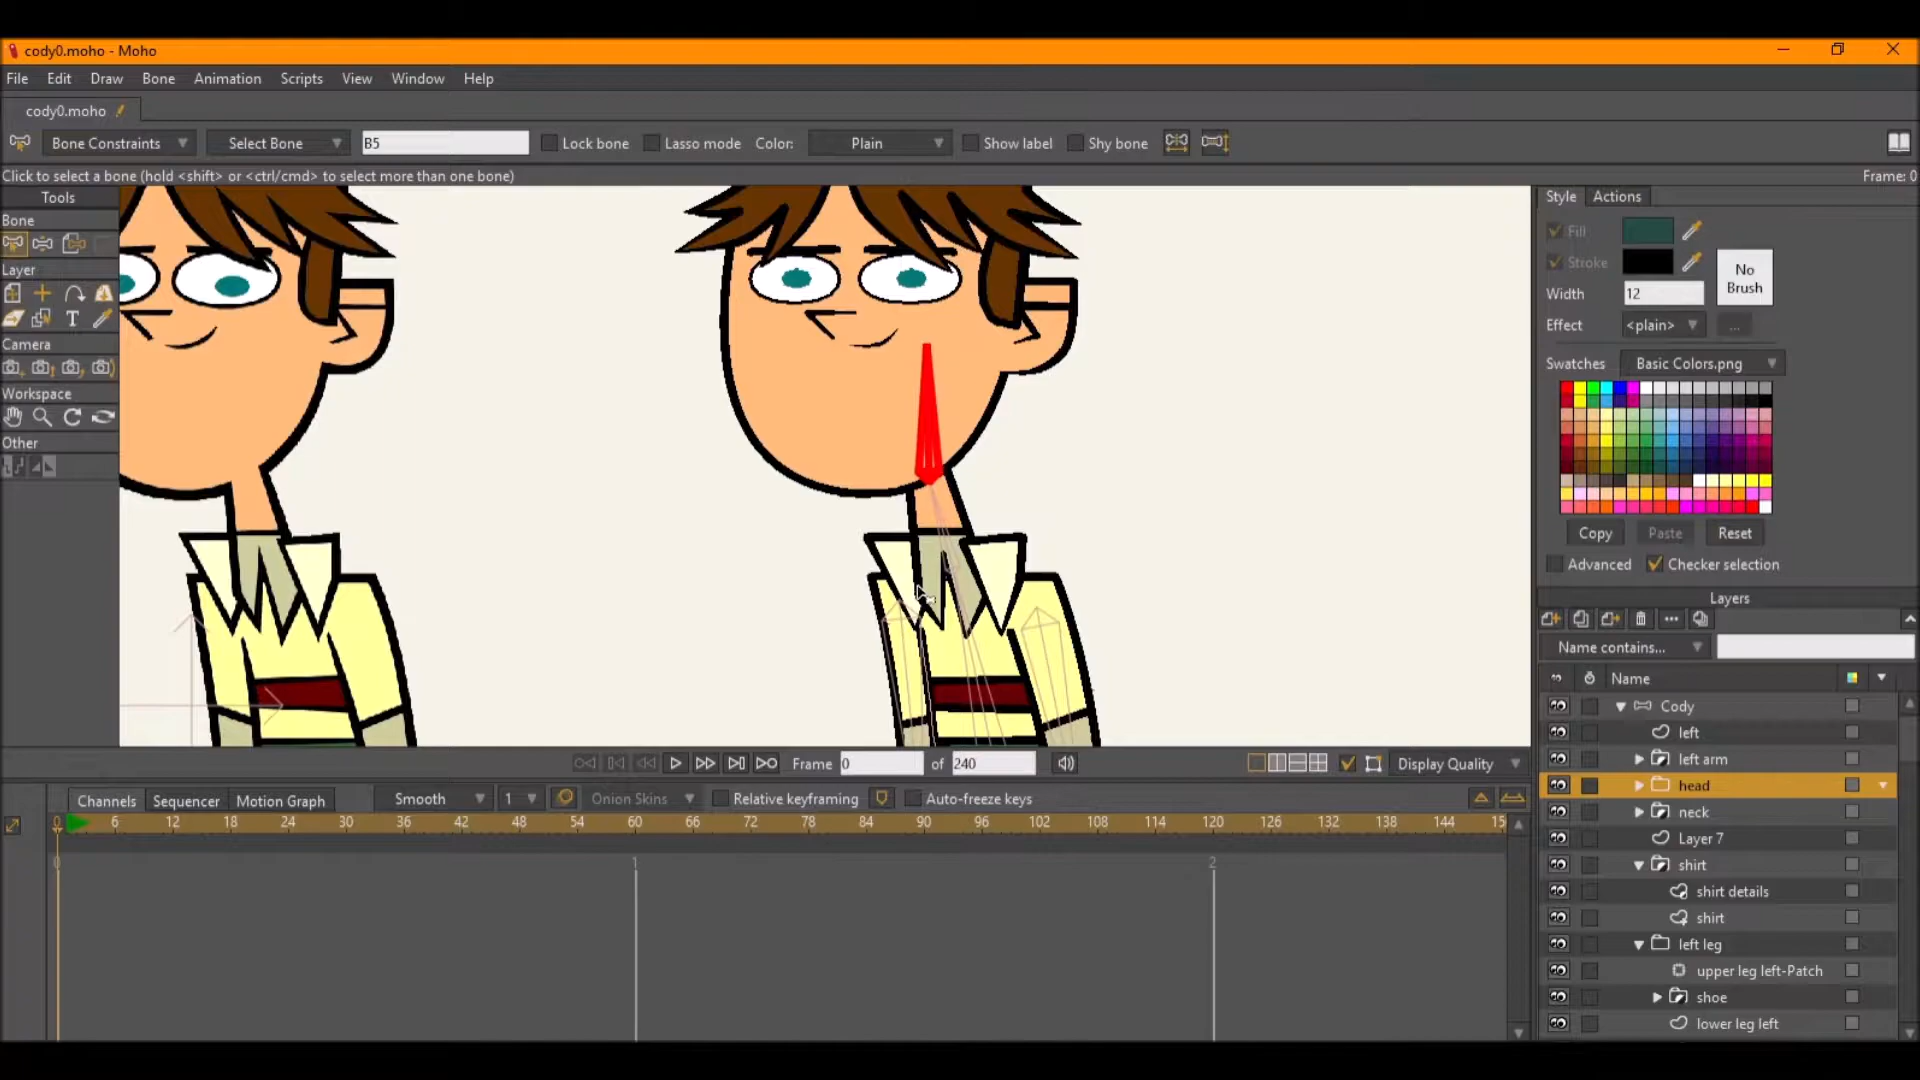 cody0.moho - Moho
File Edit Draw Bone Animation Scripts View Window Help
cody0.moho
Bone Constraints Select Bone B5 Lock bone Lasso mode Color: Plain Show label Shy bone
Click to select a bone (hold <shift> or <ctrl/cmd> to select more than one bone) Frame: 0
Tools
Bone
Layer
T
Camera
Workspace
Other
Style Actions
Fill
Stroke
No
Brush
Width 12
Effect <plain> ...
Swatches Basic Colors.png
Copy Paste Reset
Advanced Checker selection
Layers
Name contains...
Name
Cody
left
left arm
head
neck
Layer 7
shirt
shirt details
shirt
left leg
upper leg left-Patch
shoe
lower leg left
Frame 0 of 240 Display Quality
Channels Sequencer Motion Graph Smooth 1 Onion Skins Relative keyframing Auto-freeze keys
0 6 12 18 24 30 36 42 48 54 60 66 72 78 84 90 96 102 108 114 120 126 132 138 144 15
0 1 2